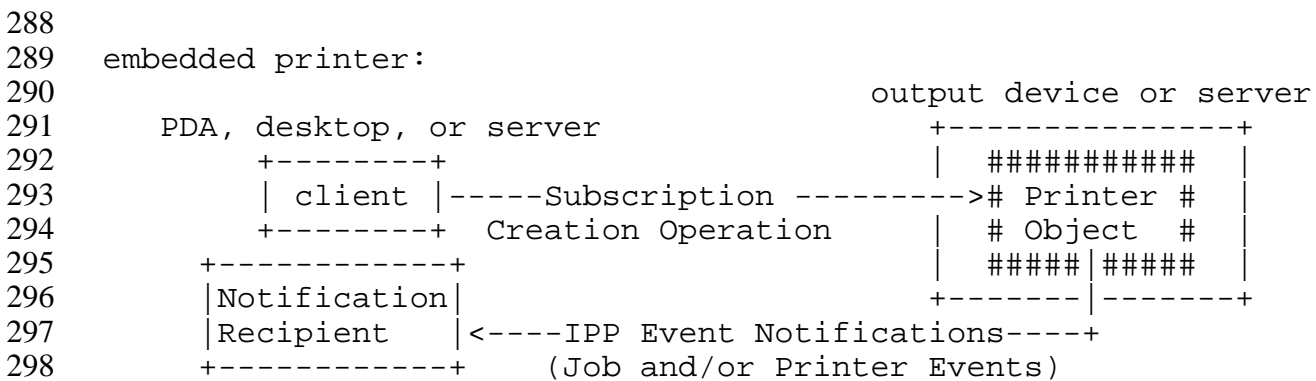 288
289 embedded printer:
290                                                output device or server
291    PDA, desktop, or server                        +---------------+
292         +--------+                                |  ########### |
293         | client |-----Subscription ---------># Printer #  |
294         +--------+  Creation Operation            |  # Object  #  |
295     +------------+                                |  #####|##### |
296     |Notification|                                +-------|-------+
297     |Recipient   |<----IPP Event Notifications----+
298     +------------+    (Job and/or Printer Events)